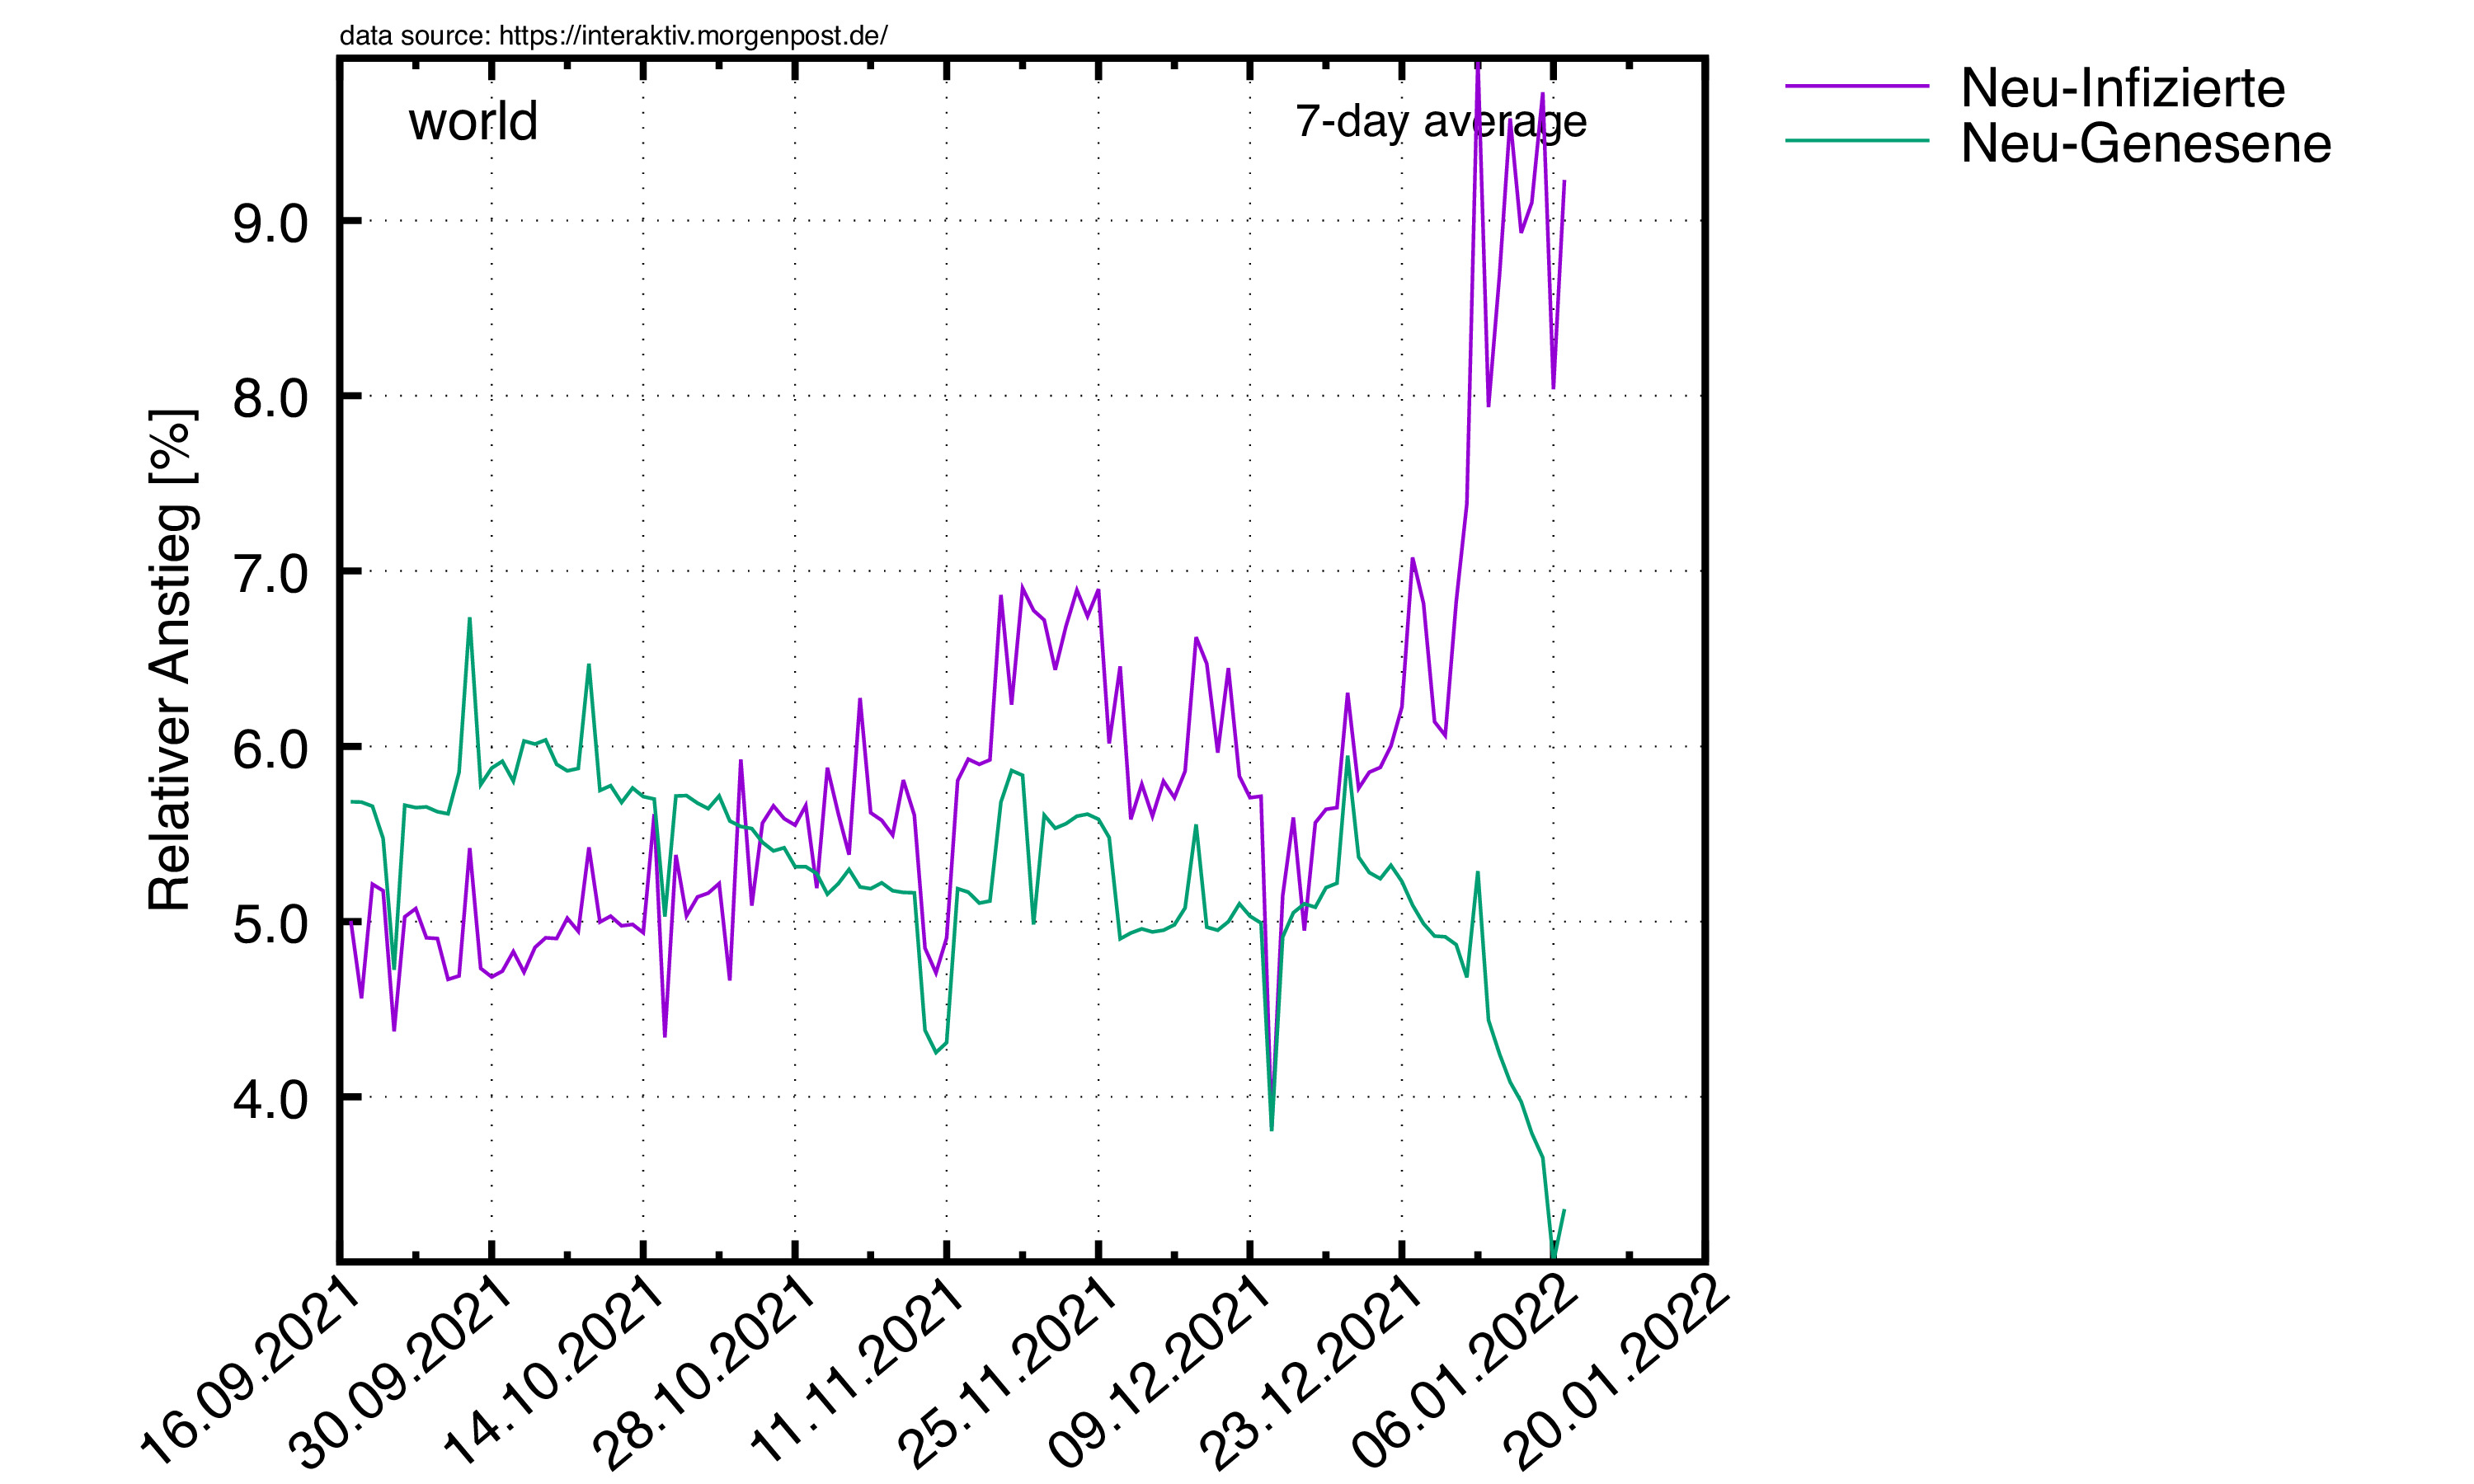 data source: https://interaktiv.morgenpost.de/
world
7-day average
Neu-Infizierte
Neu-Genesene
Relativer Anstieg [%]
9.0
8.0
7.0
6.0
5.0
4.0
16.09.2021
30.09.2021
14.10.2021
28.10.2021
11.11.2021
25.11.2021
09.12.2021
23.12.2021
06.01.2022
20.01.2022